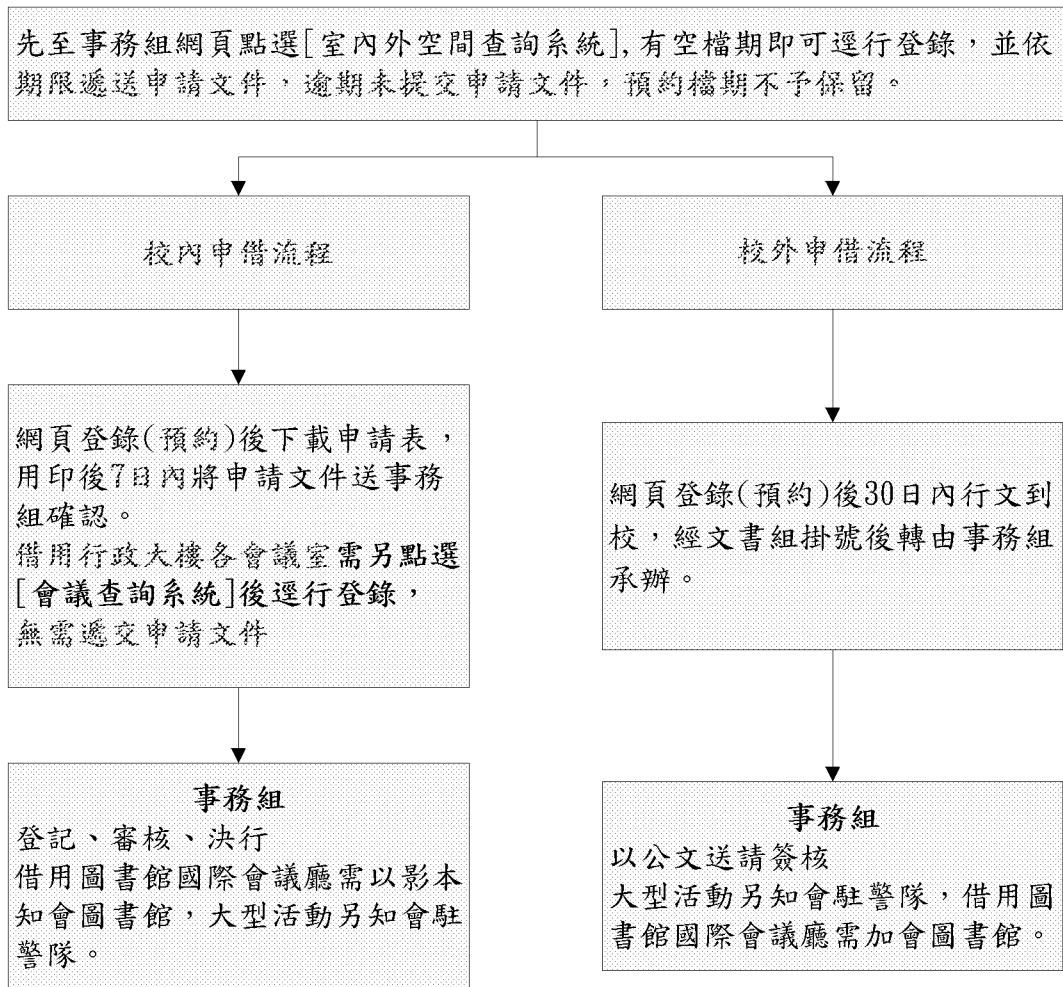 先至事務組網頁點選[室內外空間查詢系統],有空檔期即可逕行登錄，並依
期限遞送申請文件，逾期未提交申請文件，預約檔期不予保留。
校內申借流程
校外申借流程
網頁登錄(預約)後下載申請表，
用印後7日內將申請文件送事務
組確認。
借用行政大樓各會議室需另點選
[會議查詢系統]後逕行登錄，
無需遞交申請文件
網頁登錄(預約)後30日內行文到
校，經文書組掛號後轉由事務組
承辦。
事務組
登記、審核、決行
借用圖書館國際會議廳需以影本
知會圖書館，大型活動另知會駐
警隊。
事務組
以公文送請簽核
大型活動另知會駐警隊，借用圖
書館國際會議廳需加會圖書館。